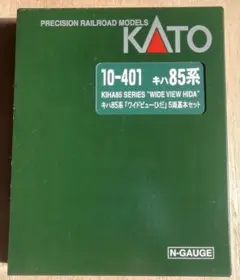 PRECISION RAILROAD MODELS
KATO
10-401 キハ85系
KIHA85 SERIES "WIDE VIEW HIDA"
キハ85系「ワイドビューひだ」5両基本セット
N-GAUGE